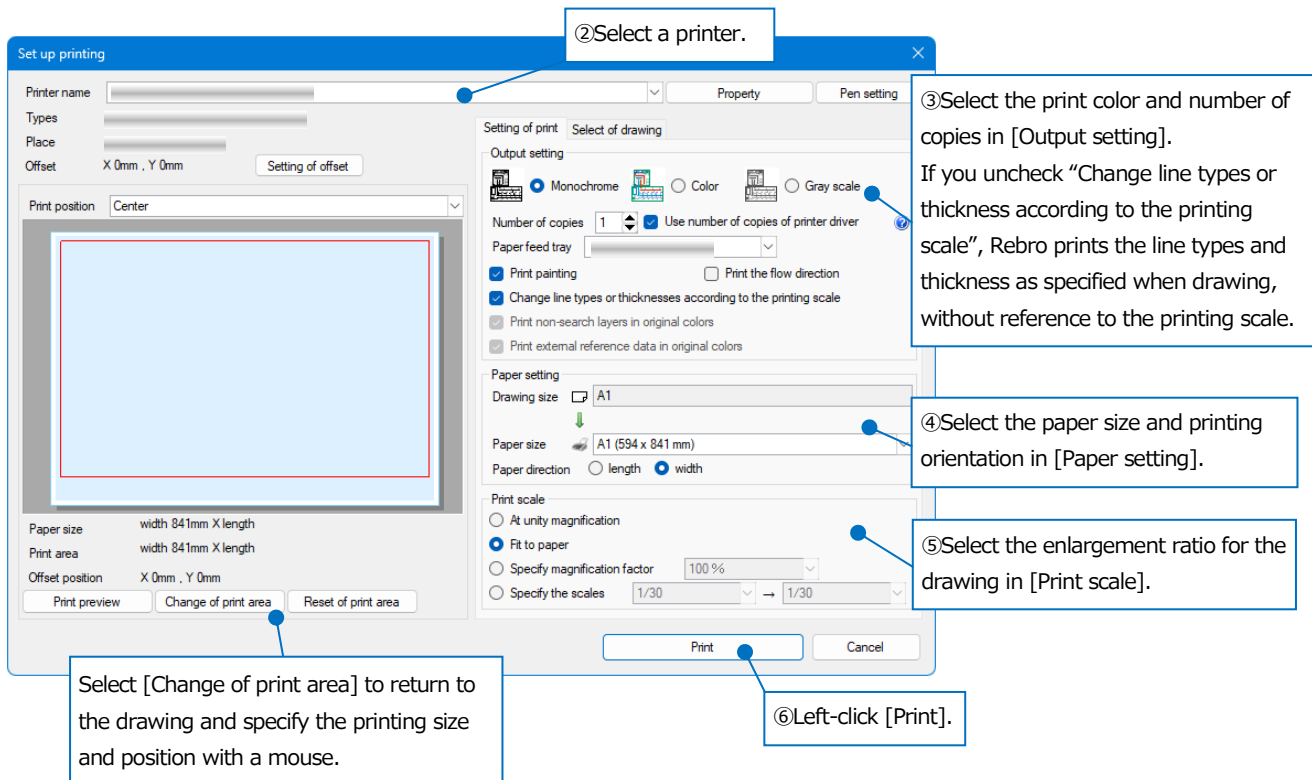 ②Select a printer.
Set up printing
Printer name
Property
Pen setting
Types
Place
Offset X 0mm , Y 0mm Setting of offset
Print position Center
Paper size width 841mm X length
Print area width 841mm X length
Offset position X 0mm , Y 0mm
Print preview Change of print area Reset of print area
Setting of print Select of drawing
Output setting
Monochrome Color Gray scale
Number of copies 1 Use number of copies of printer driver
Paper feed tray
Print painting Print the flow direction
Change line types or thicknesses according to the printing scale
Print non-search layers in original colors
Print external reference data in original colors
Paper setting
Drawing size A1
Paper size A1 (594 x 841 mm)
Paper direction length width
Print scale
At unity magnification
Fit to paper
Specify magnification factor 100 %
Specify the scales 1/30 → 1/30
Print Cancel
③Select the print color and number of
copies in [Output setting].
If you uncheck “Change line types or
thickness according to the printing
scale”, Rebro prints the line types and
thickness as specified when drawing,
without reference to the printing scale.
④Select the paper size and printing
orientation in [Paper setting].
⑤Select the enlargement ratio for the
drawing in [Print scale].
Select [Change of print area] to return to
the drawing and specify the printing size
and position with a mouse.
⑥Left-click [Print].